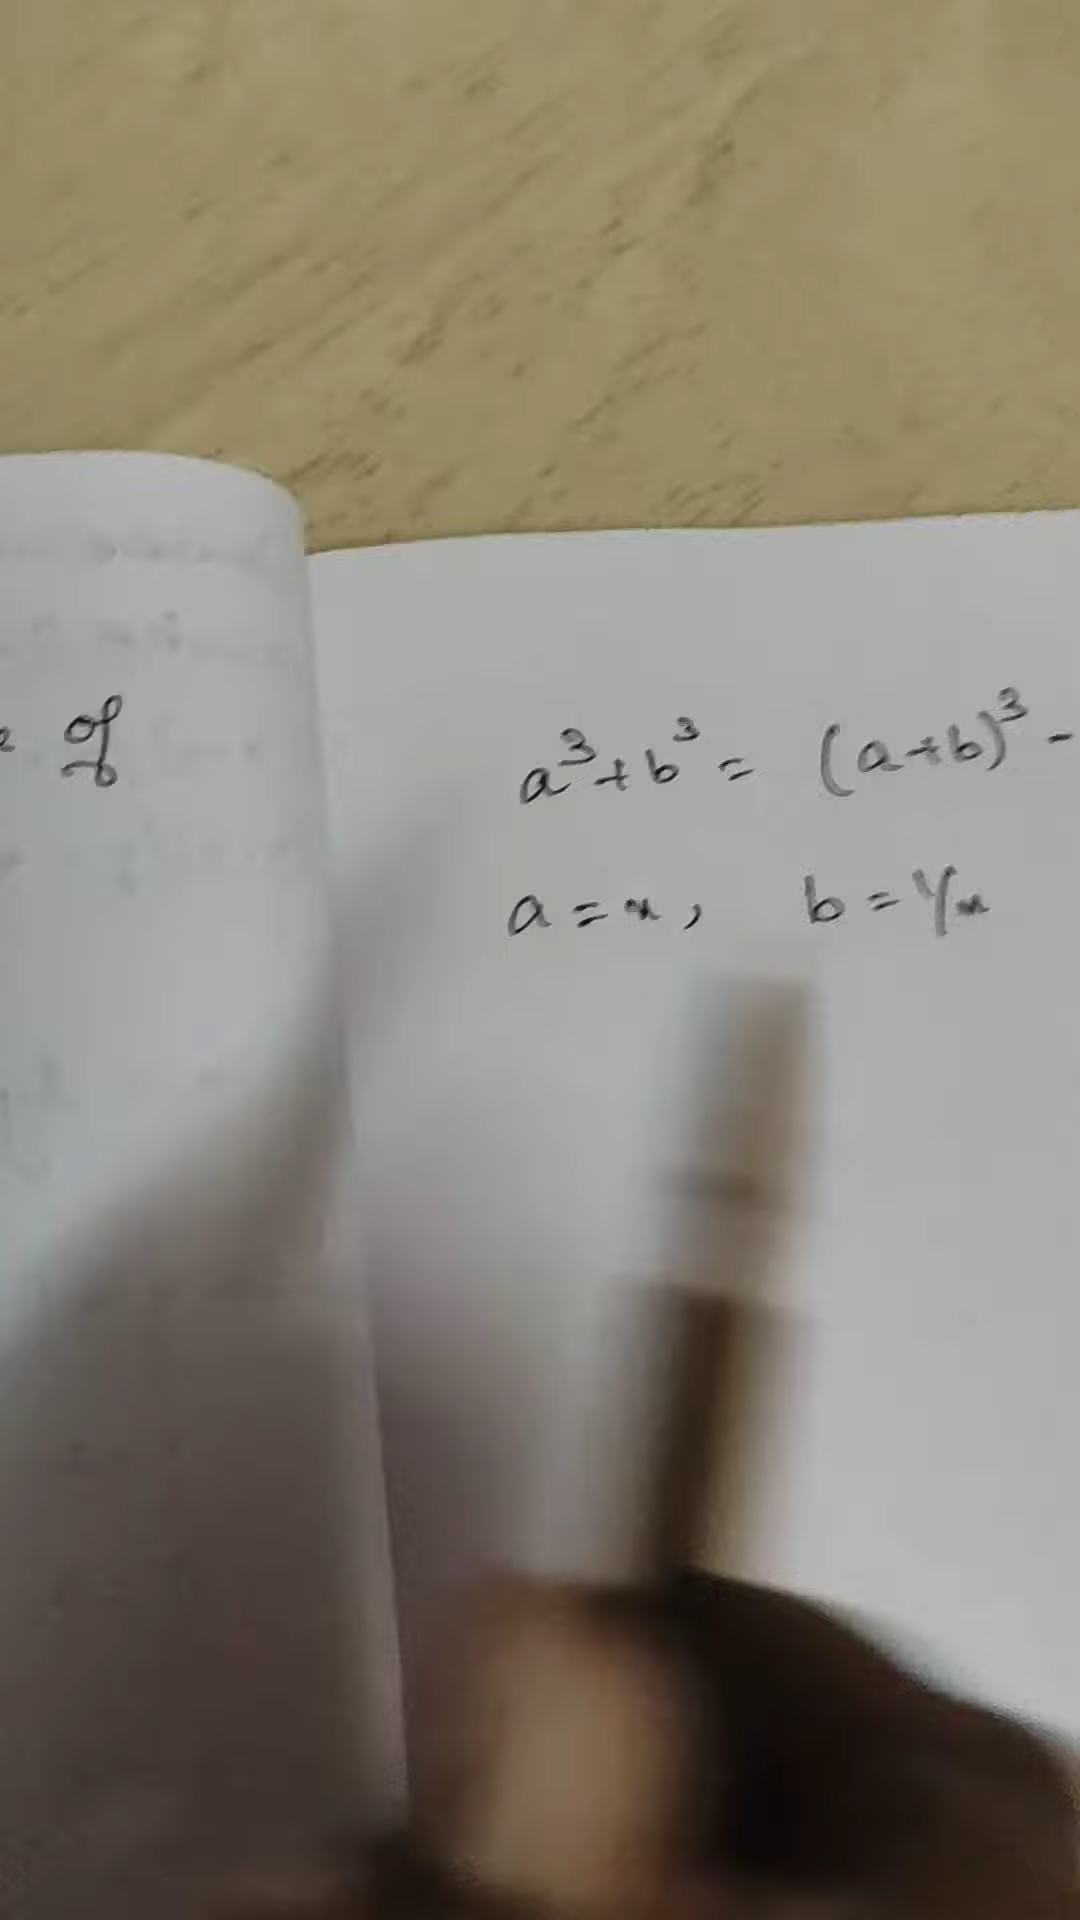 of
a³+b³ = (a+b)³ -
a = x, b = 1/x